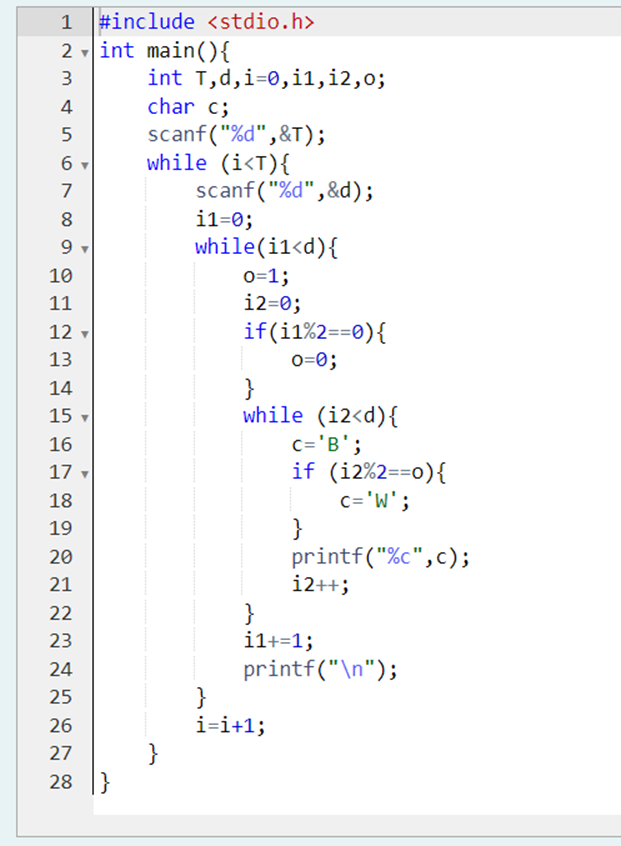 1 #include <stdio.h>
2 int main(){
3     int T,d,i=0,i1,i2,o;
4     char c;
5     scanf("%d",&T);
6     while (i<T){
7         scanf("%d",&d);
8         i1=0;
9         while(i1<d){
10             o=1;
11             i2=0;
12             if(i1%2==0){
13                 o=0;
14             }
15             while (i2<d){
16                 c='B';
17                 if (i2%2==o){
18                     c='W';
19                 }
20                 printf("%c",c);
21                 i2++;
22             }
23             i1+=1;
24             printf("\n");
25         }
26         i=i+1;
27     }
28 }